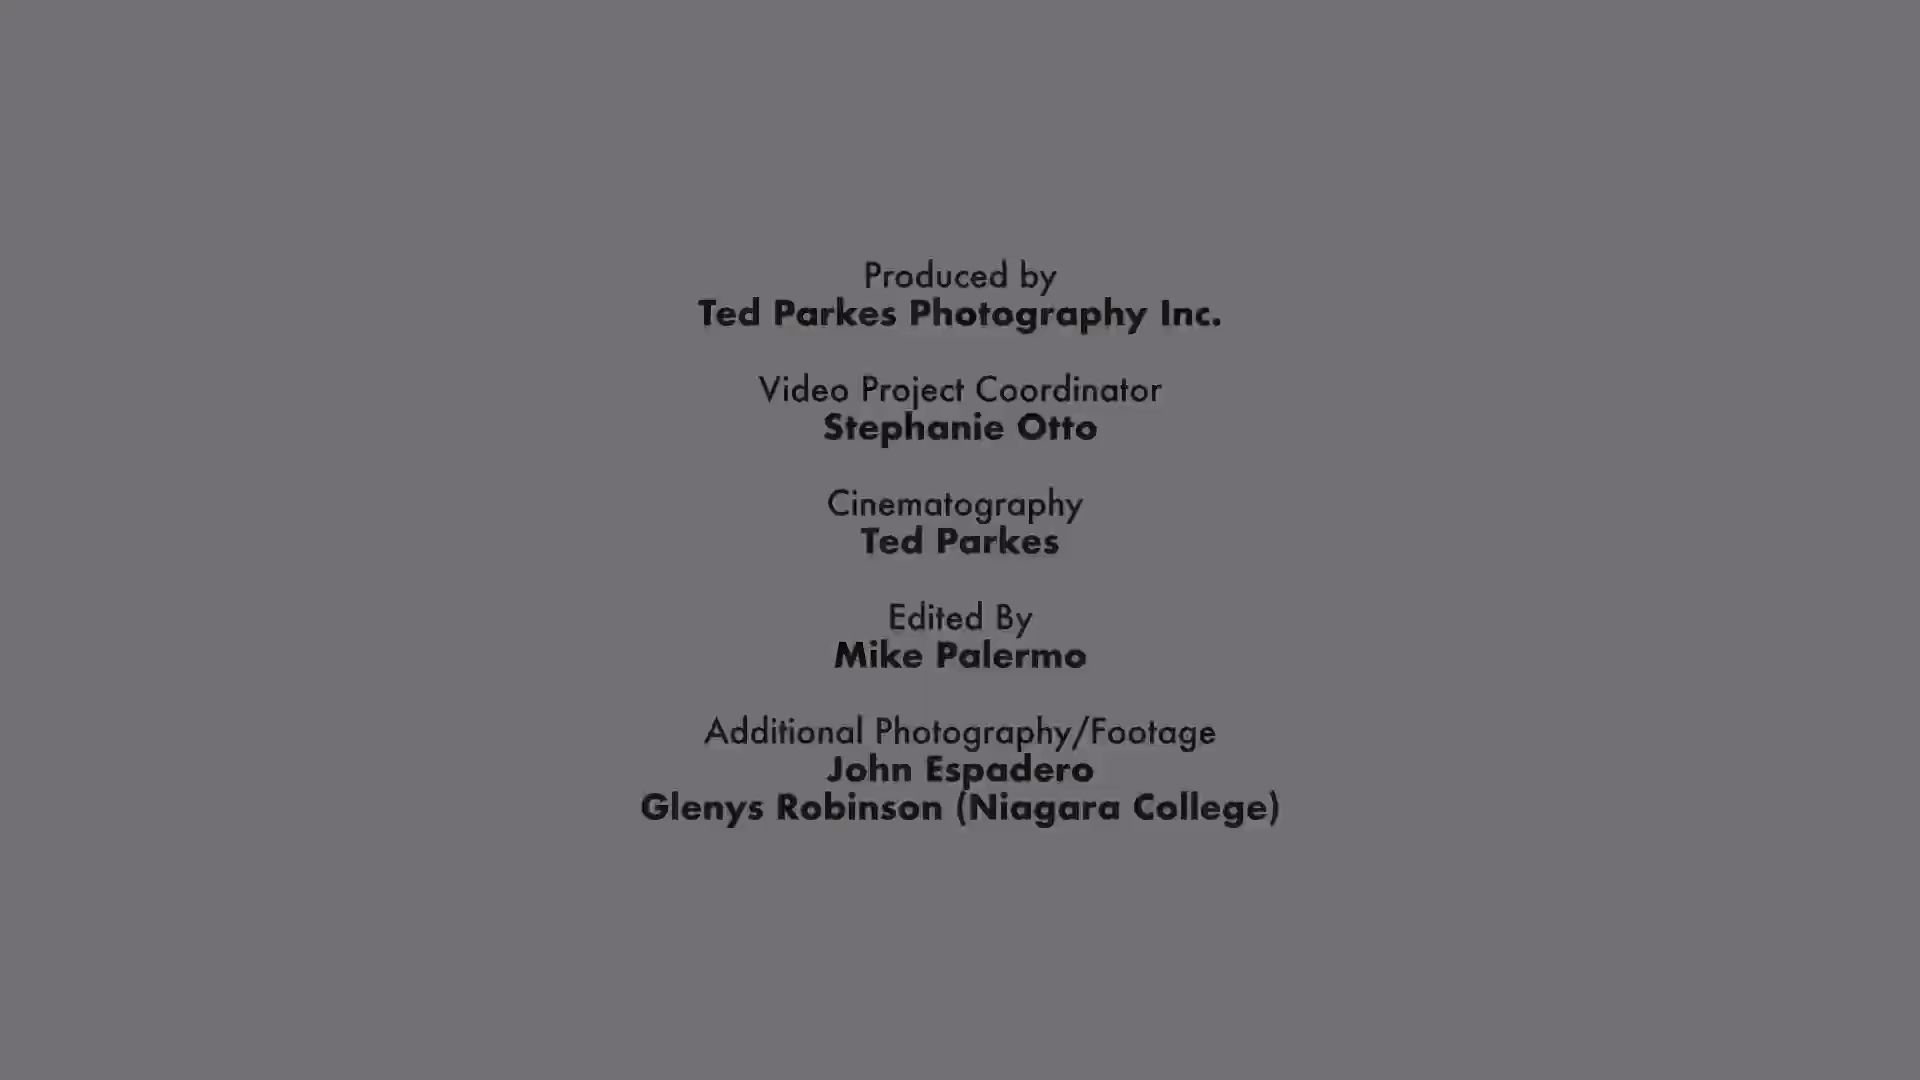 Produced by
Ted Parkes Photography Inc.
Video Project Coordinator
Stephanie Otto
Cinematography
Ted Parkes
Edited By
Mike Palermo
Additional Photography/Footage
John Espadero
Glenys Robinson (Niagara College)